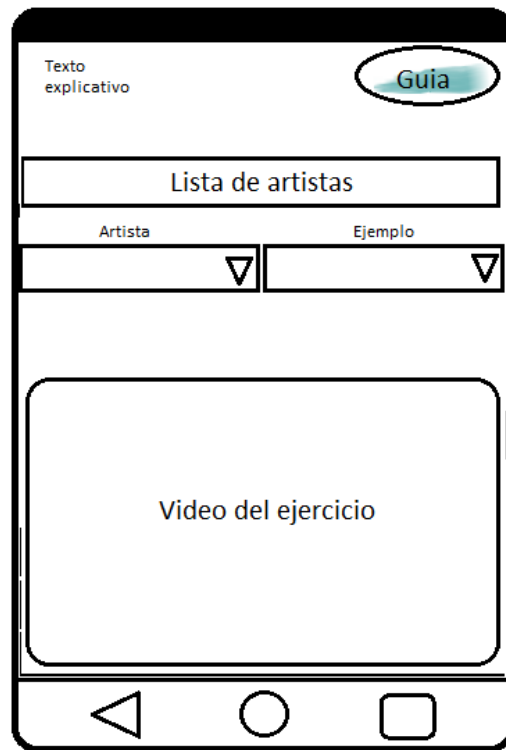 Texto
explicativo
Guia
Lista de artistas
Artista
Ejemplo
Video del ejercicio